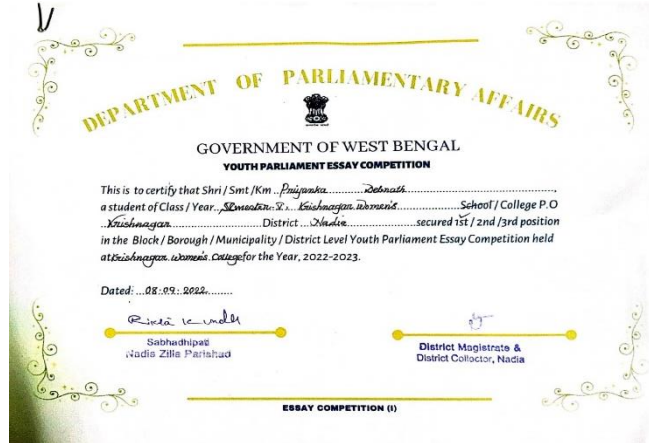 DEPARTMENT OF PARLIAMENTARY AFFAIRS
GOVERNMENT OF WEST BENGAL
YOUTH PARLIAMENT ESSAY COMPETITION
This is to certify that Shri / Smt /Km ..Priyanka..........Debnath..........,
a student of Class / Year..Semester-V.. Krishnagar Women's..........School / College P.O
..Krishnagar..........District ..Nadia..........secured 1st / 2nd /3rd position
in the Block / Borough / Municipality / District Level Youth Parliament Essay Competition held
at Krishnagar Women's College for the Year, 2022-2023.
Dated: ...08.09.2022.........
Rikta Kundu
Sabhadhipati
Nadia Zilla Parishad
District Magistrate &
District Collector, Nadia
ESSAY COMPETITION (I)